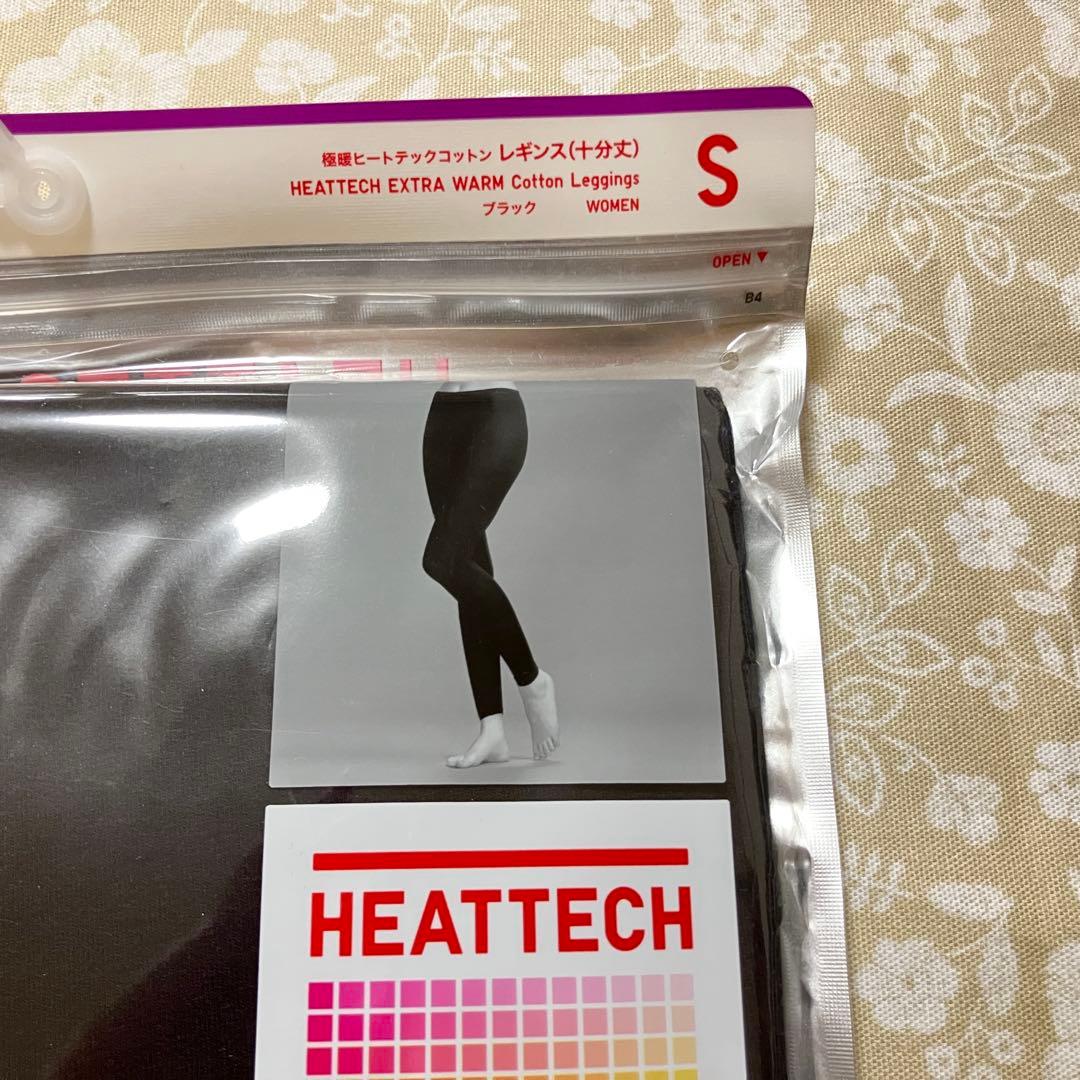 極暖ヒートテックコットン レギンス(十分丈)
S
HEATTECH EXTRA WARM Cotton Leggings
ブラック WOMEN
OPEN ▼
B4
HEATTECH